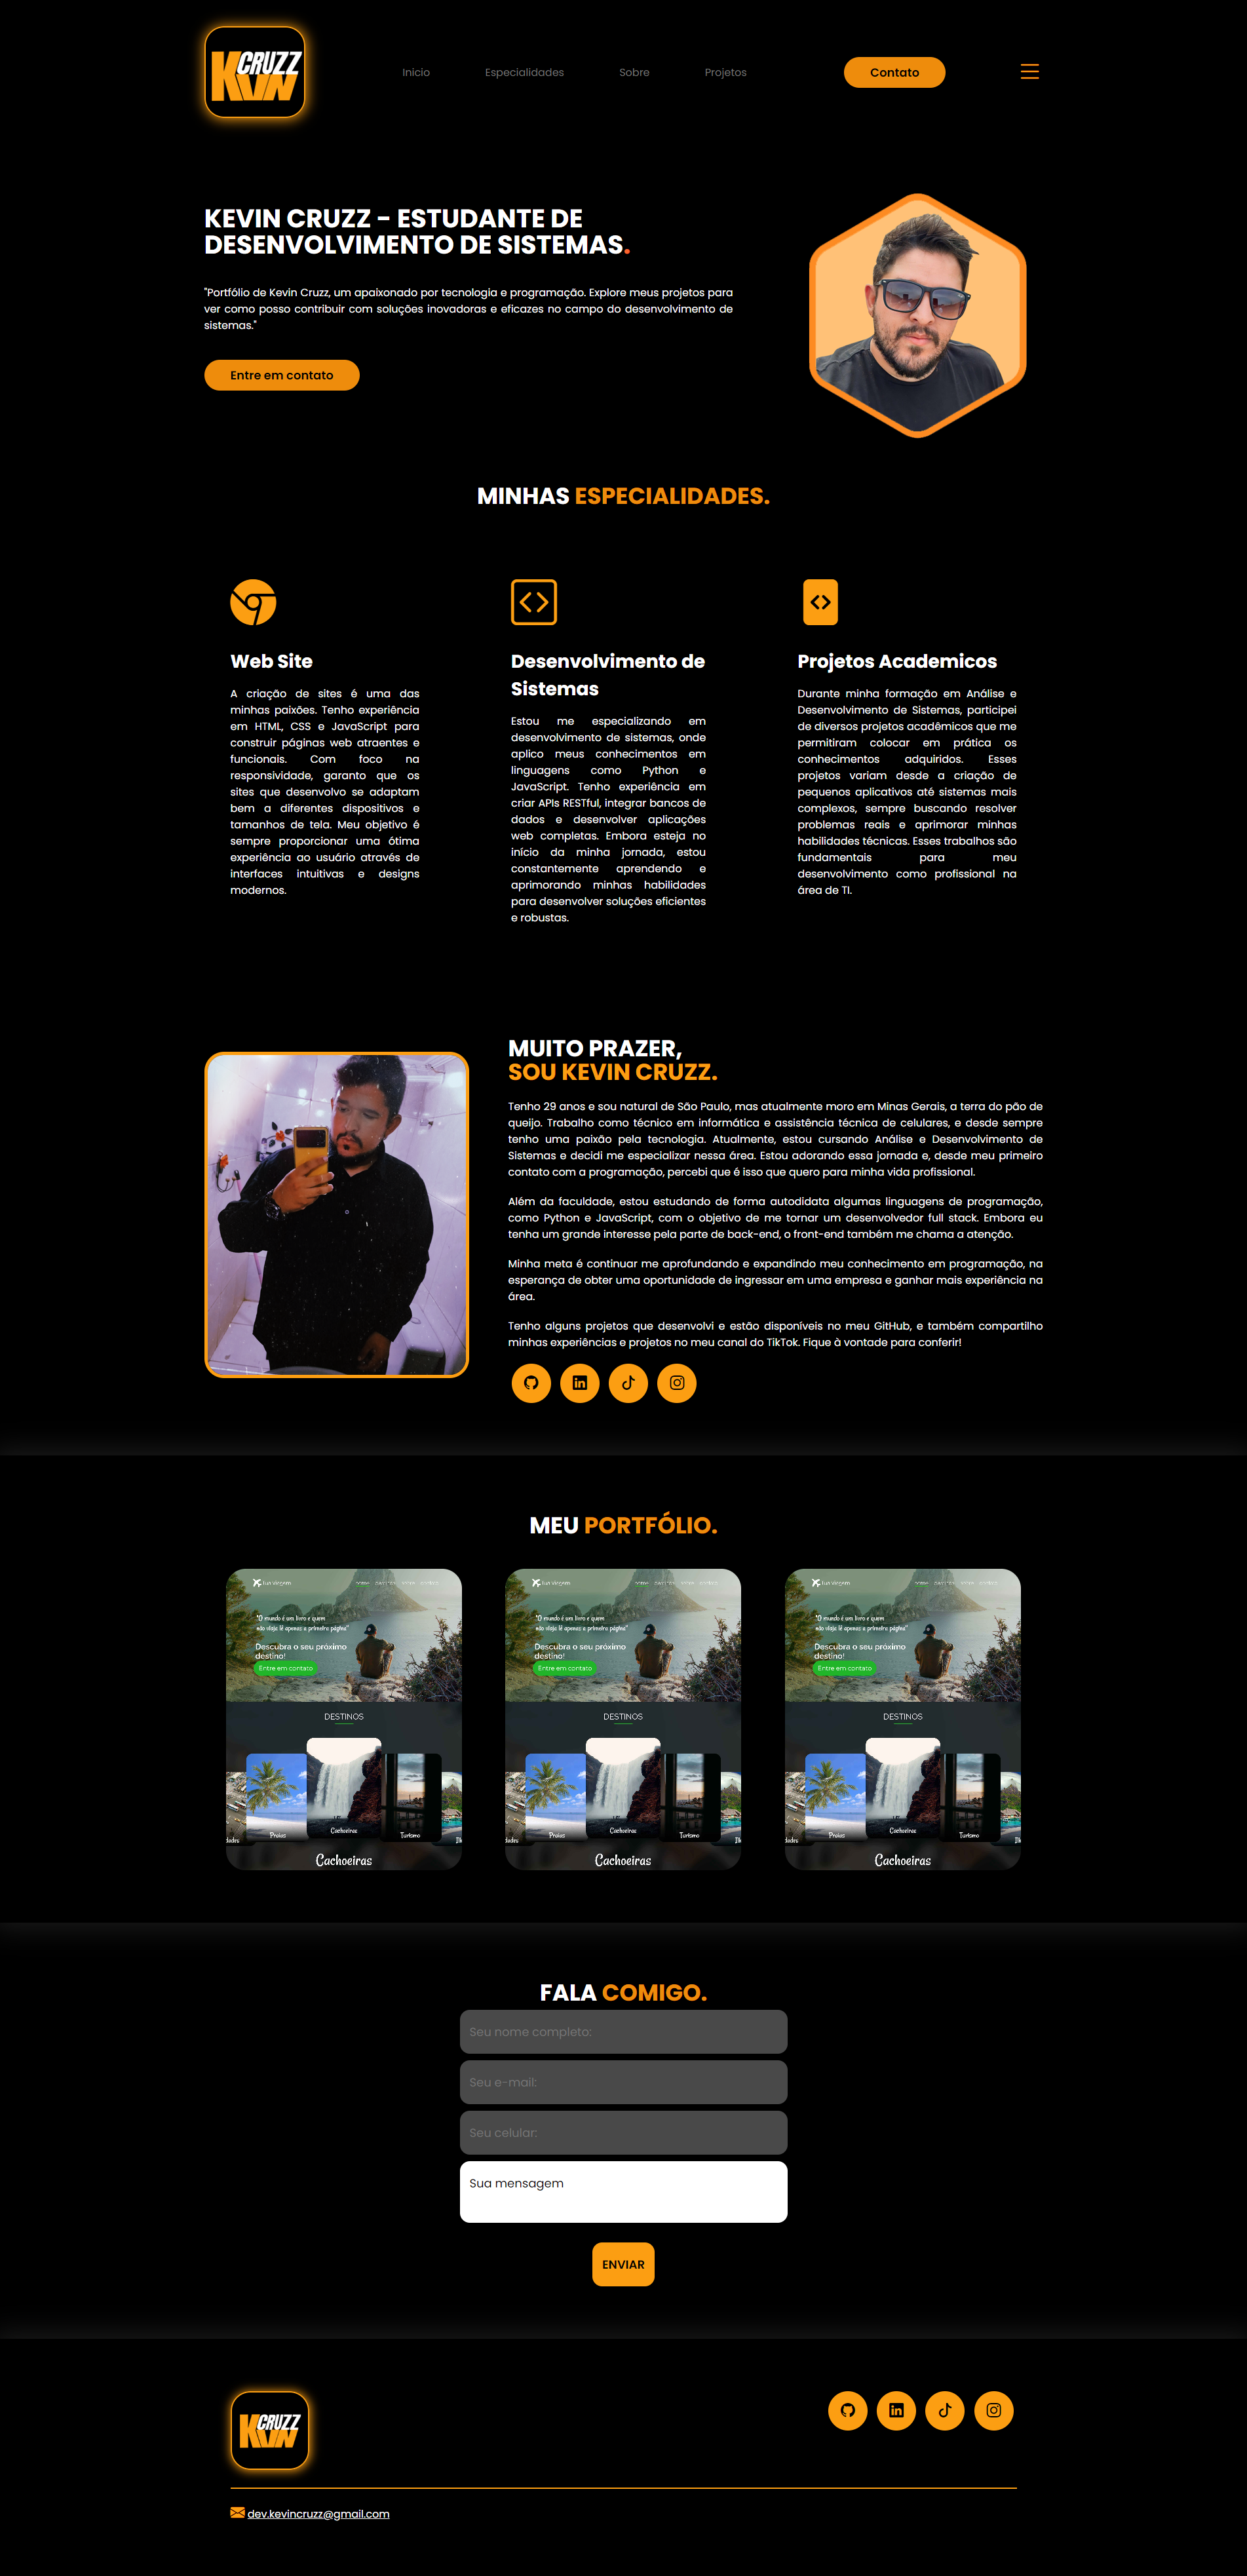 KEVIN CRUZZ
Início
Especialidades
Sobre
Projetos
Contato
KEVIN CRUZZ - ESTUDANTE DE
DESENVOLVIMENTO DE SISTEMAS.
"Portfólio de Kevin Cruzz, um apaixonado por tecnologia e programação. Explore meus projetos para
ver como posso contribuir com soluções inovadoras e eficazes no campo do desenvolvimento de
sistemas."
Entre em contato
MINHAS ESPECIALIDADES.
Web Site
A criação de sites é uma das
minhas paixões. Tenho experiência
em HTML, CSS e JavaScript para
construir páginas web atraentes e
funcionais. Com foco na
responsividade, garanto que os
sites que desenvolvo se adaptam
bem a diferentes dispositivos e
tamanhos de tela. Meu objetivo é
sempre proporcionar uma ótima
experiência ao usuário através de
interfaces intuitivas e designs
modernos.
Desenvolvimento de
Sistemas
Estou me especializando em
desenvolvimento de sistemas, onde
aplico meus conhecimentos em
linguagens como Python e
JavaScript. Tenho experiência em
criar APIs RESTful, integrar bancos de
dados e desenvolver aplicações
web completas. Embora esteja no
início da minha jornada, estou
constantemente aprendendo e
aprimorando minhas habilidades
para desenvolver soluções eficientes
e robustas.
Projetos Academicos
Durante minha formação em Análise e
Desenvolvimento de Sistemas, participei
de diversos projetos acadêmicos que me
permitiram colocar em prática os
conhecimentos adquiridos. Esses
projetos variam desde a criação de
pequenos aplicativos até sistemas mais
complexos, sempre buscando resolver
problemas reais e aprimorar minhas
habilidades técnicas. Esses trabalhos são
fundamentais para meu
desenvolvimento como profissional na
área de TI.
MUITO PRAZER,
SOU KEVIN CRUZZ.
Tenho 29 anos e sou natural de São Paulo, mas atualmente moro em Minas Gerais, a terra do pão de
queijo. Trabalho como técnico em informática e assistência técnica de celulares, e desde sempre
tenho uma paixão pela tecnologia. Atualmente, estou cursando Análise e Desenvolvimento de
Sistemas e decidi me especializar nessa área. Estou adorando essa jornada e, desde meu primeiro
contato com a programação, percebi que é isso que quero para minha vida profissional.
Além da faculdade, estou estudando de forma autodidata algumas linguagens de programação,
como Python e JavaScript, com o objetivo de me tornar um desenvolvedor full stack. Embora eu
tenha um grande interesse pela parte de back-end, o front-end também me chama a atenção.
Minha meta é continuar me aprofundando e expandindo meu conhecimento em programação, na
esperança de obter uma oportunidade de ingressar em uma empresa e ganhar mais experiência na
área.
Tenho alguns projetos que desenvolvi e estão disponíveis no meu GitHub, e também compartilho
minhas experiências e projetos no meu canal do TikTok. Fique à vontade para conferir!
MEU PORTFÓLIO.
"O mundo é um livro e quem
não viaja lê apenas a primeira página"
Descubra o seu próximo
destino!
Entre em contato
DESTINOS
Praias
Cachoeiras
Turismo
Cachoeiras
"O mundo é um livro e quem
não viaja lê apenas a primeira página"
Descubra o seu próximo
destino!
Entre em contato
DESTINOS
Praias
Cachoeiras
Turismo
Cachoeiras
"O mundo é um livro e quem
não viaja lê apenas a primeira página"
Descubra o seu próximo
destino!
Entre em contato
DESTINOS
Praias
Cachoeiras
Turismo
Cachoeiras
FALA COMIGO.
Seu nome completo:
Seu e-mail:
Seu celular:
Sua mensagem
ENVIAR
KEVIN CRUZZ
dev.kevincruzz@gmail.com